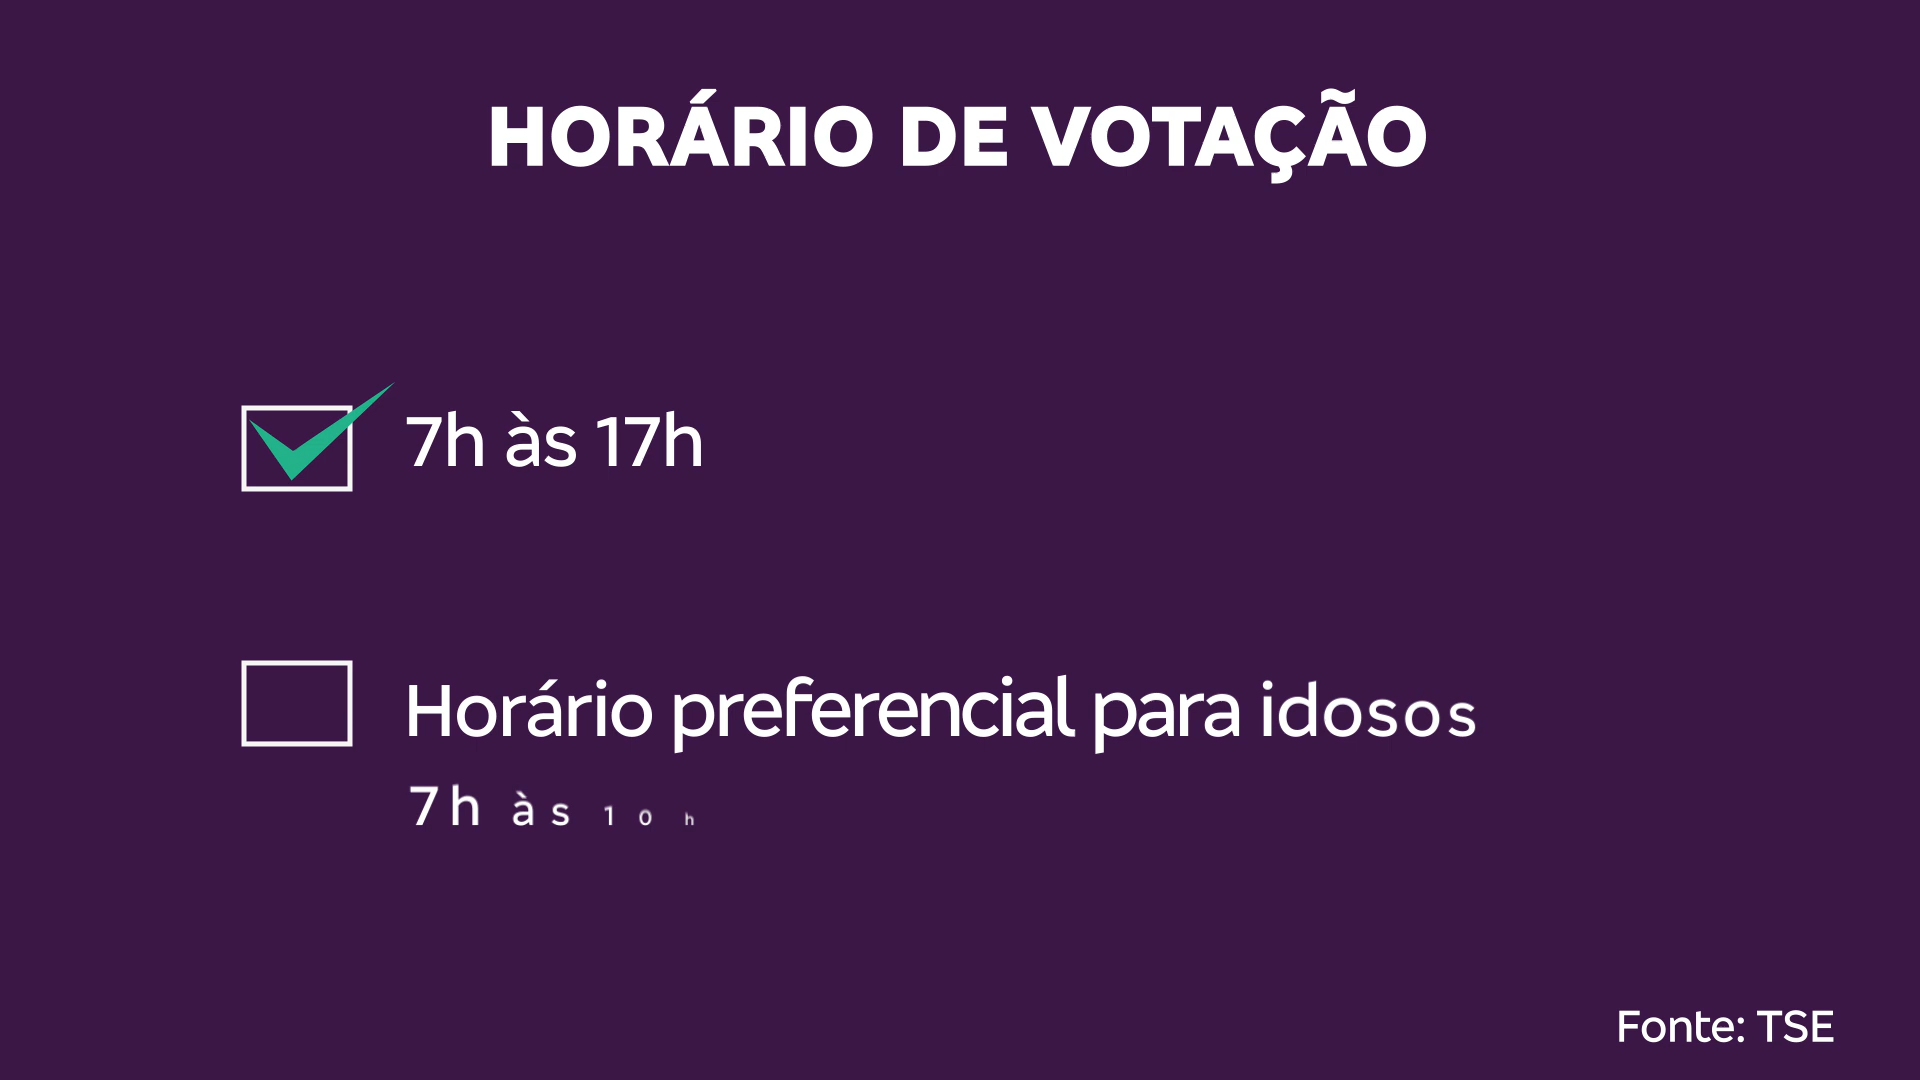 HORÁRIO DE VOTAÇÃO
7h às 17h
Horário preferencial para idosos
7h às 10h
Fonte: TSE